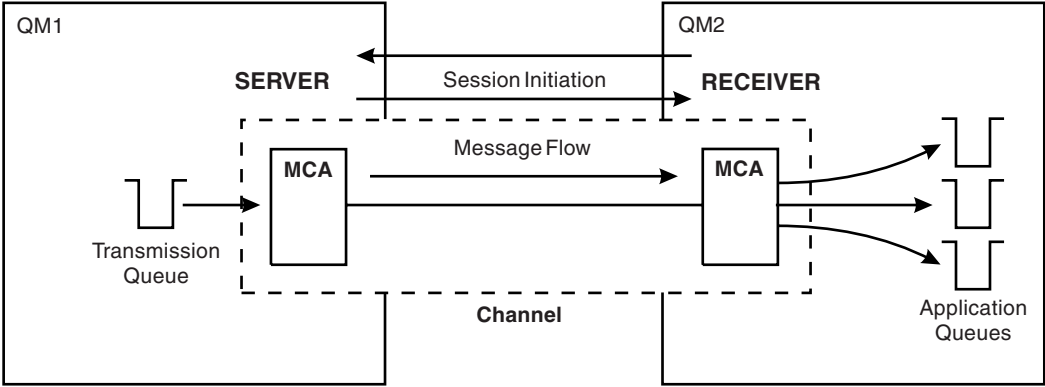 QM1
QM2
Session Initiation
SERVER
RECEIVER
Message Flow
MCA
MCA
Transmission
Queue
Channel
Application
Queues